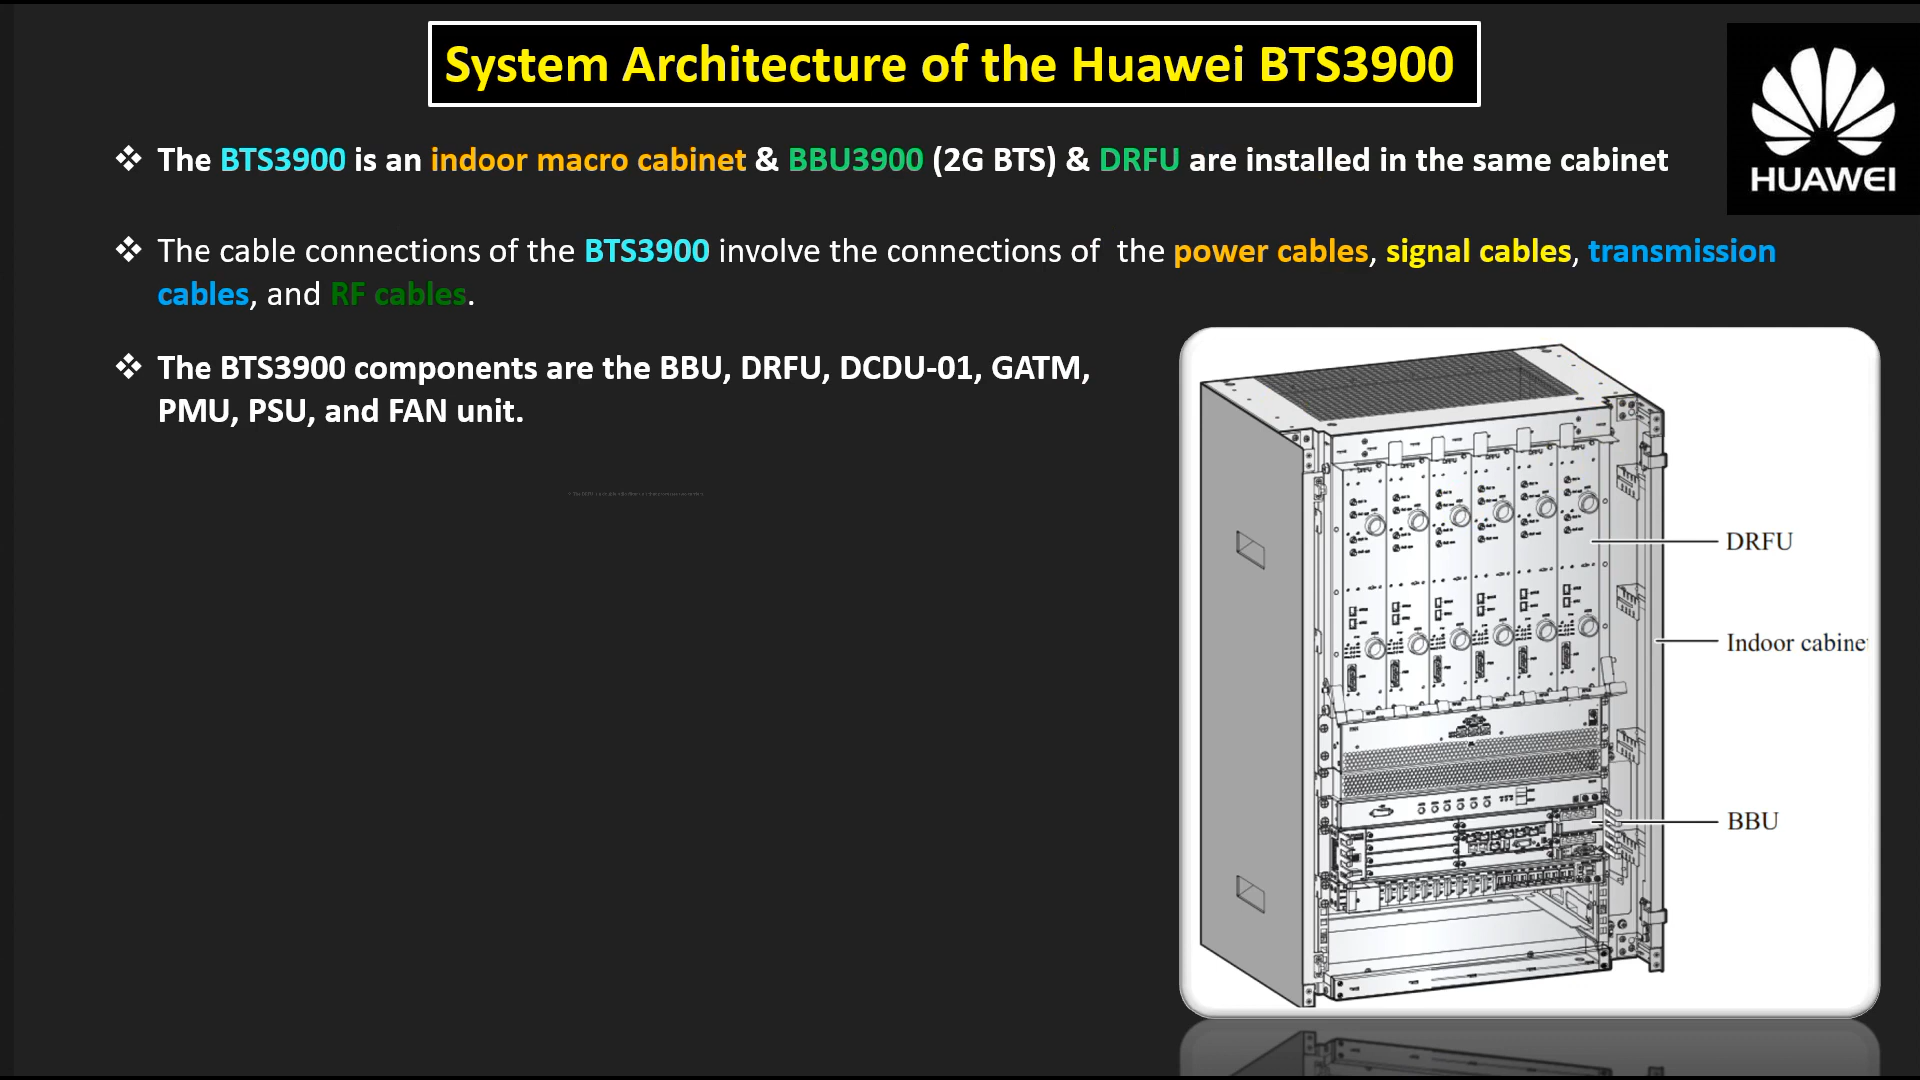 System Architecture of the Huawei BTS3900
HUAWEI
❖ The BTS3900 is an indoor macro cabinet & BBU3900 (2G BTS) & DRFU are installed in the same cabinet
❖ The cable connections of the BTS3900 involve the connections of the power cables, signal cables, transmission
cables, and RF cables.
❖ The BTS3900 components are the BBU, DRFU, DCDU-01, GATM,
PMU, PSU, and FAN unit.
DRFU
Indoor cabine
BBU